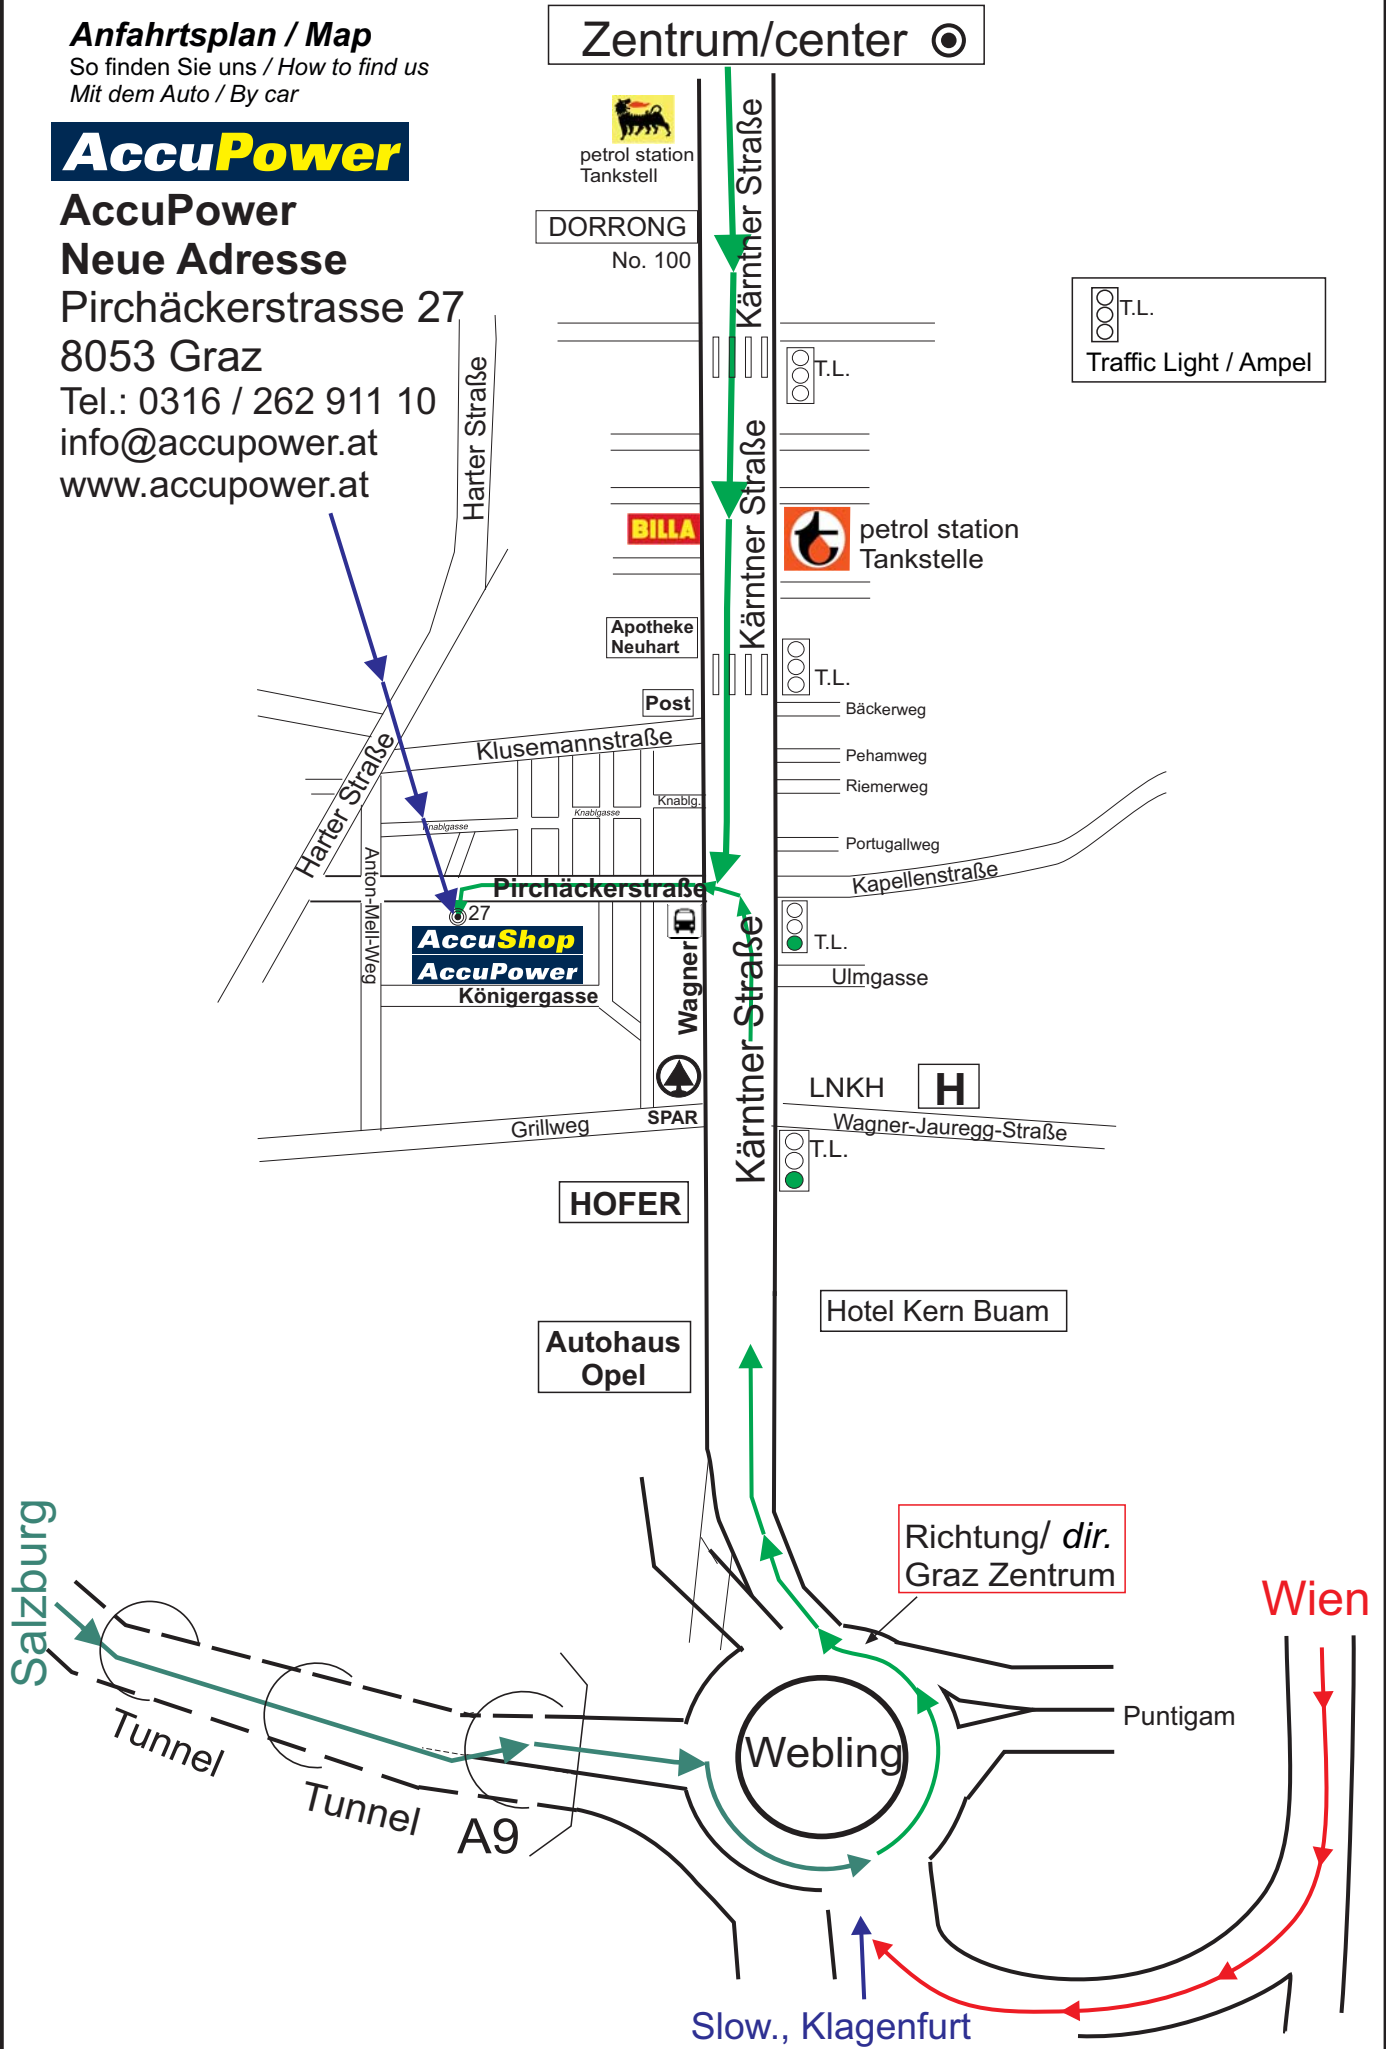 Anfahrtsplan / Map
So finden Sie uns / How to find us
Mit dem Auto / By car
AccuPower
AccuPower
Neue Adresse
Pirchäckerstrasse 27
8053 Graz
Tel.: 0316 / 262 911 10
info@accupower.at
www.accupower.at
Zentrum/center
petrol station
Tankstell
Kärntner Straße
DORRONG
No. 100
T.L.
Traffic Light / Ampel
T.L.
Harter Straße
Kärntner Straße
BILLA
petrol station
Tankstelle
Apotheke
Neuhart
T.L.
Post
Bäckerweg
Klusemannstraße
Pehamweg
Harter Straße
Riemerweg
Knablg.
Knablgasse
Knablgasse
Portugallweg
Anton-Mell-Weg
Kapellenstraße
Pirchäckerstraße
27
AccuShop
AccuPower
Wagner
T.L.
Ulmgasse
Königergasse
Kärntner Straße
LNKH
H
SPAR
Grillweg
Wagner-Jauregg-Straße
T.L.
HOFER
Hotel Kern Buam
Autohaus
Opel
Salzburg
Richtung/ dir.
Graz Zentrum
Wien
Tunnel
Puntigam
Webling
Tunnel
A9
Slow., Klagenfurt